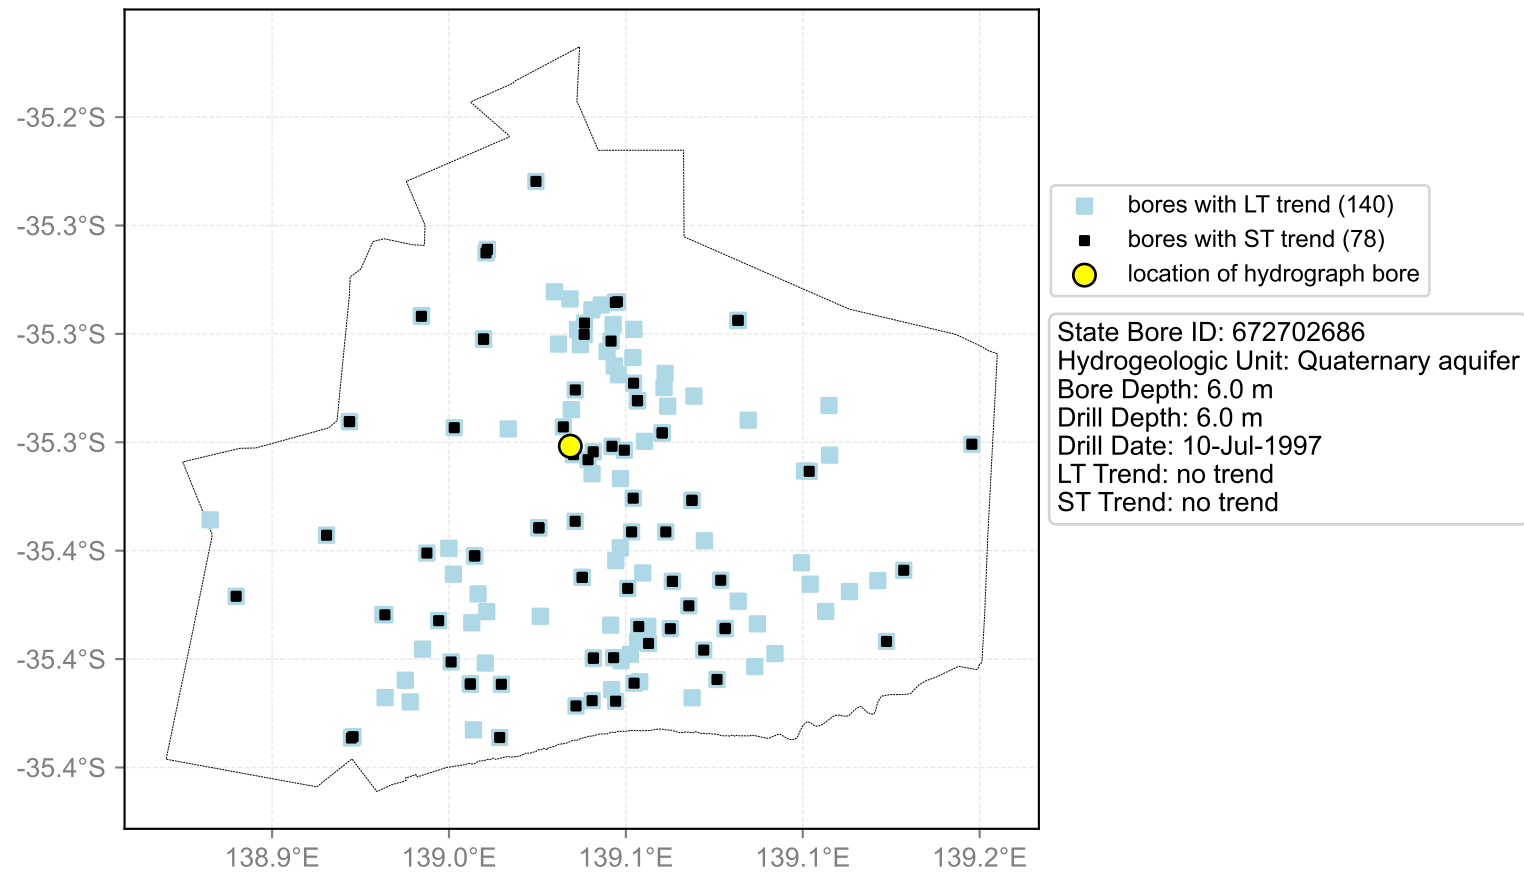 -35.2°S
-35.3°S
-35.3°S
-35.3°S
-35.4°S
-35.4°S
-35.4°S
138.9°E
139.0°E
139.1°E
139.1°E
139.2°E
bores with LT trend (140)
bores with ST trend (78)
location of hydrograph bore
State Bore ID: 672702686
Hydrogeologic Unit: Quaternary aquifer
Bore Depth: 6.0 m
Drill Depth: 6.0 m
Drill Date: 10-Jul-1997
LT Trend: no trend
ST Trend: no trend